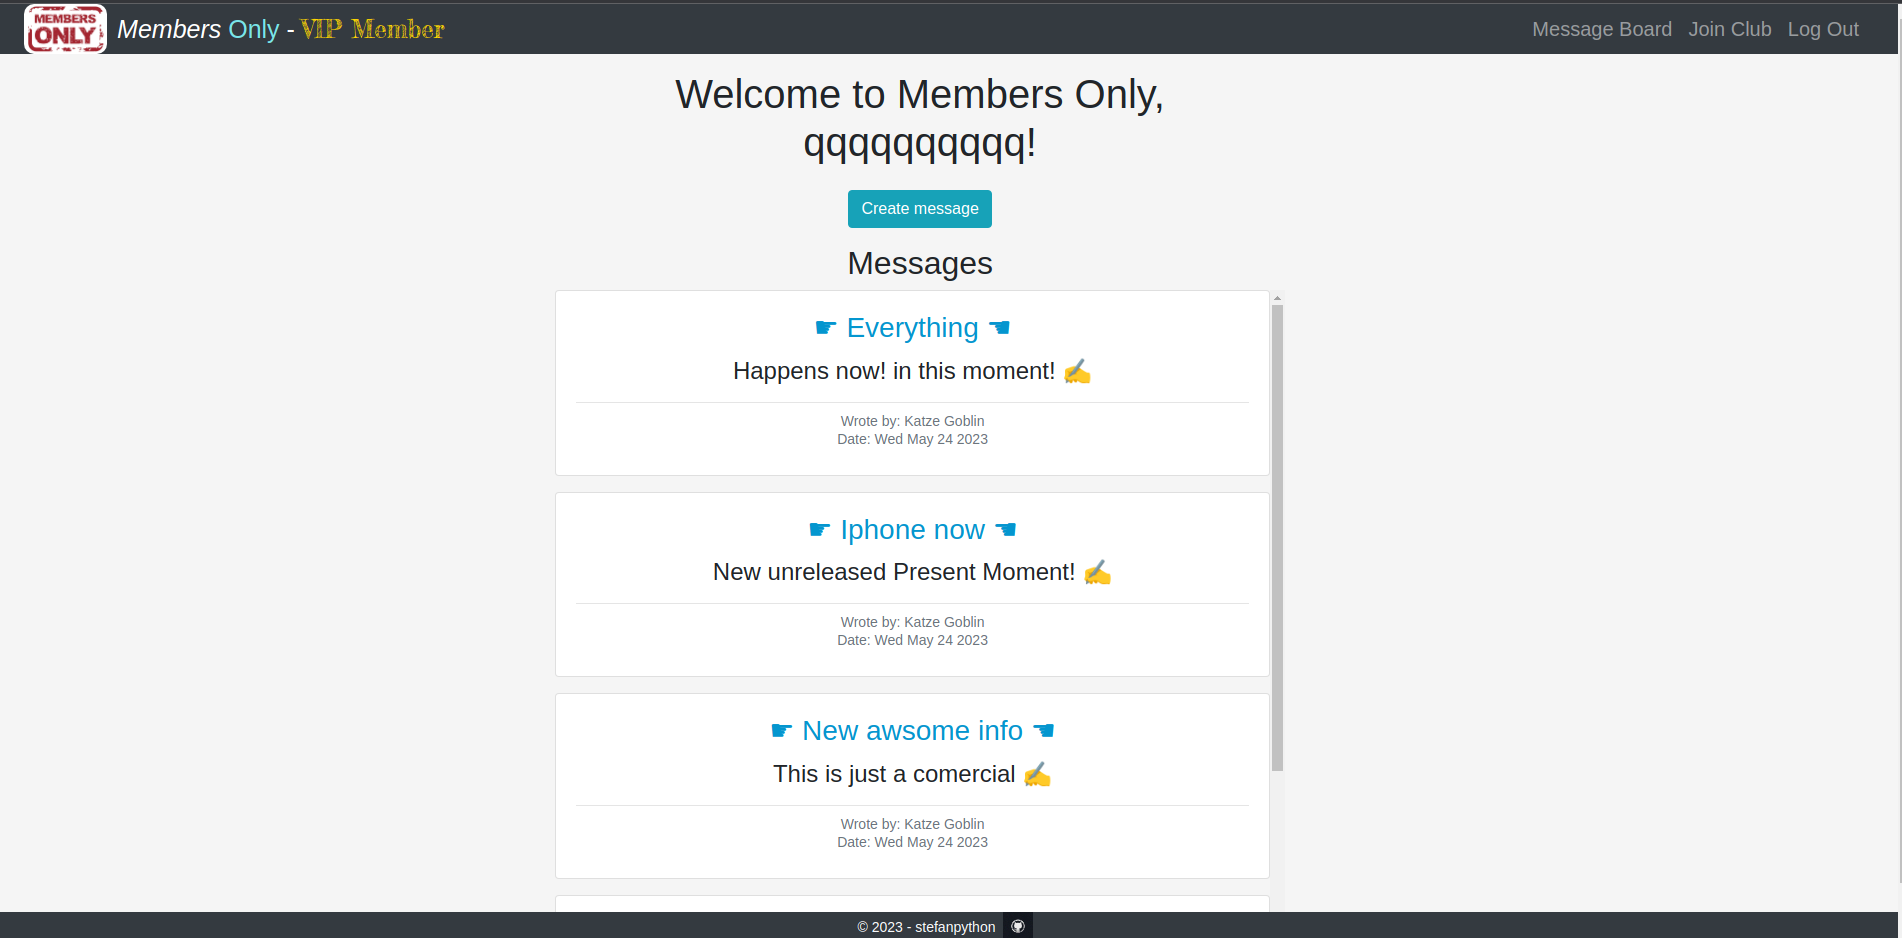 MEMBERS
ONLY
Members Only - VIP Member
Message Board Join Club Log Out
Welcome to Members Only,
qqqqqqqqqq!
Create message
Messages
☛ Everything ☚
Happens now! in this moment! ✍
Wrote by: Katze Goblin
Date: Wed May 24 2023
☛ Iphone now ☚
New unreleased Present Moment! ✍
Wrote by: Katze Goblin
Date: Wed May 24 2023
☛ New awsome info ☚
This is just a comercial ✍
Wrote by: Katze Goblin
Date: Wed May 24 2023
© 2023 - stefanpython